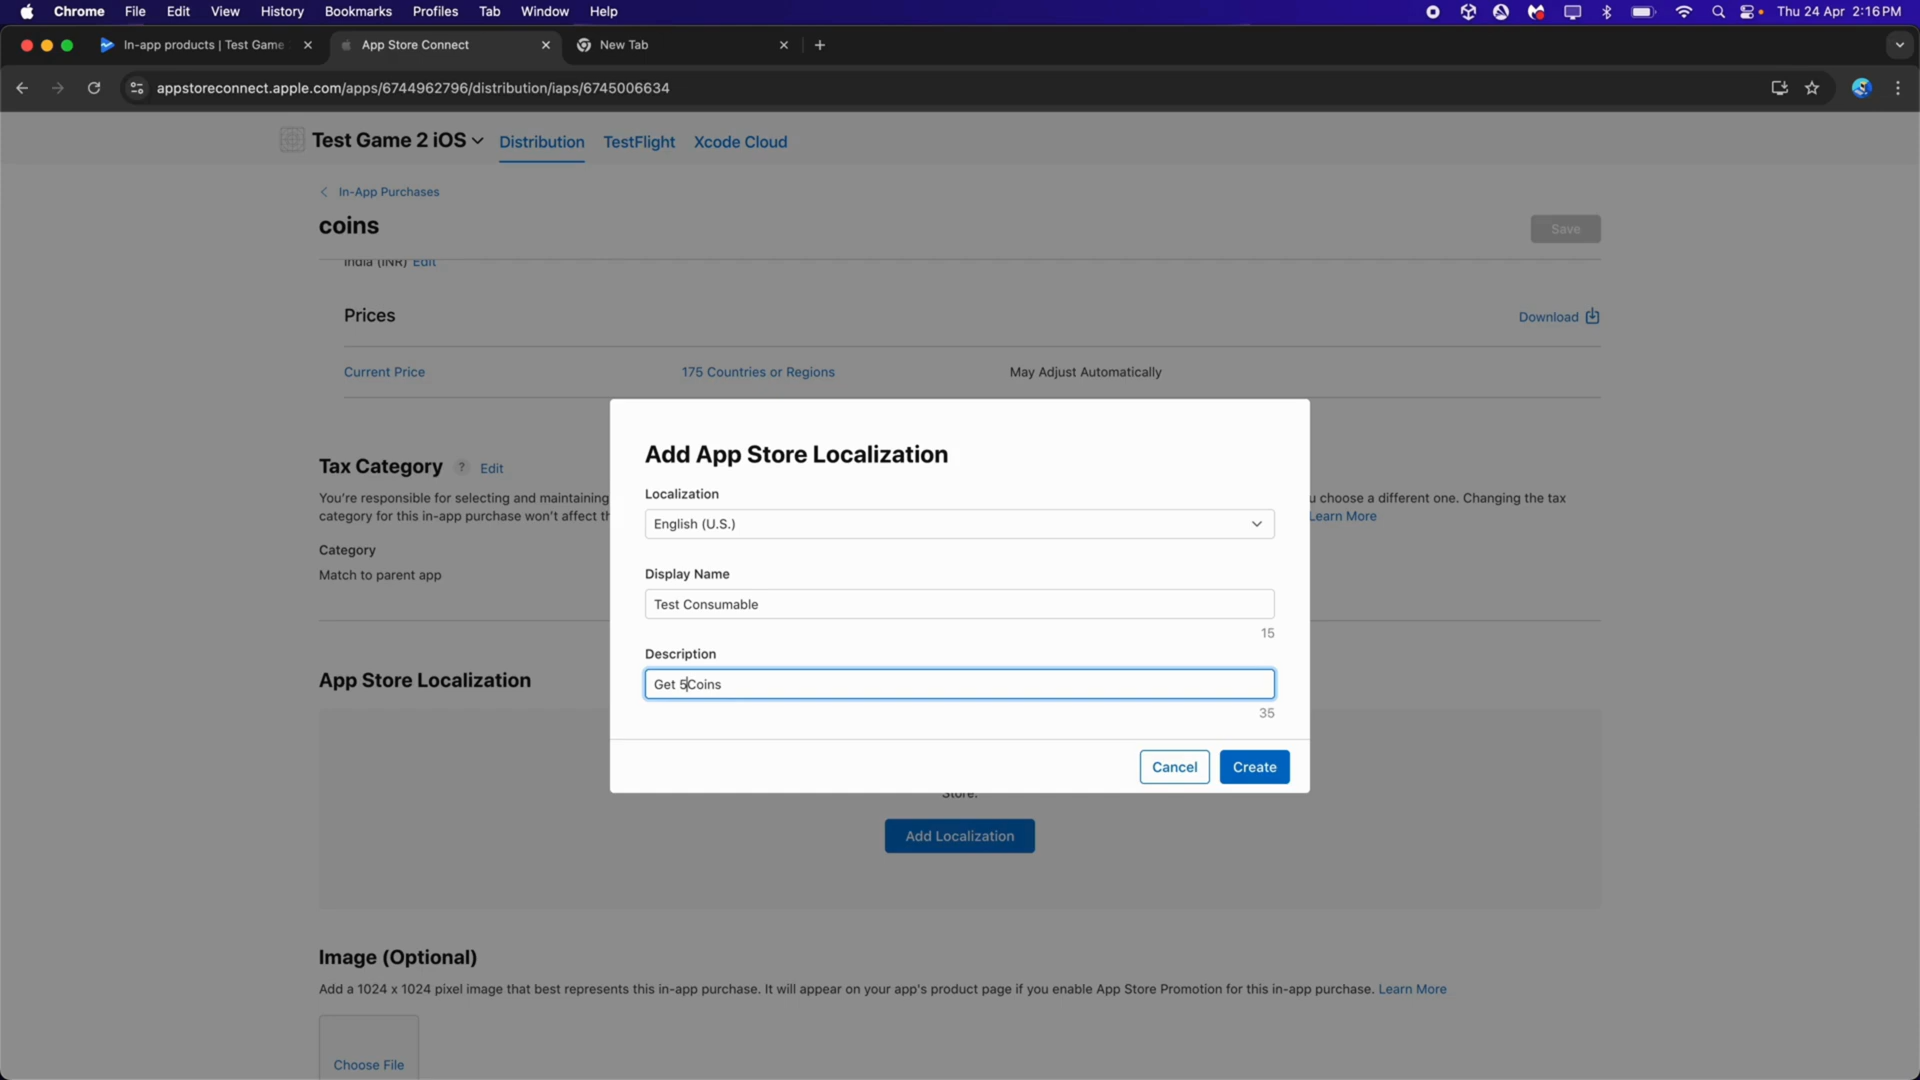 Chrome File Edit View History Bookmarks Profiles Tab Window Help Thu 24 Apr 2:16 PM
In-app products | Test Game App Store Connect New Tab
appstoreconnect.apple.com/apps/6744962796/distribution/iaps/6745006634
Test Game 2 iOS Distribution TestFlight Xcode Cloud
In-App Purchases
coins
Save
India (INR) Edit
Prices
Download
Current Price 175 Countries or Regions May Adjust Automatically
Add App Store Localization
Tax Category ? Edit
Localization
You're responsible for selecting and maintaining u choose a different one. Changing the tax
category for this in-app purchase won't affect th Learn More
English (U.S.)
Category
Match to parent app
Display Name
Test Consumable
15
Description
App Store Localization
Get 5Coins
35
Cancel Create
Store.
Add Localization
Image (Optional)
Add a 1024 x 1024 pixel image that best represents this in-app purchase. It will appear on your app's product page if you enable App Store Promotion for this in-app purchase. Learn More
Choose File